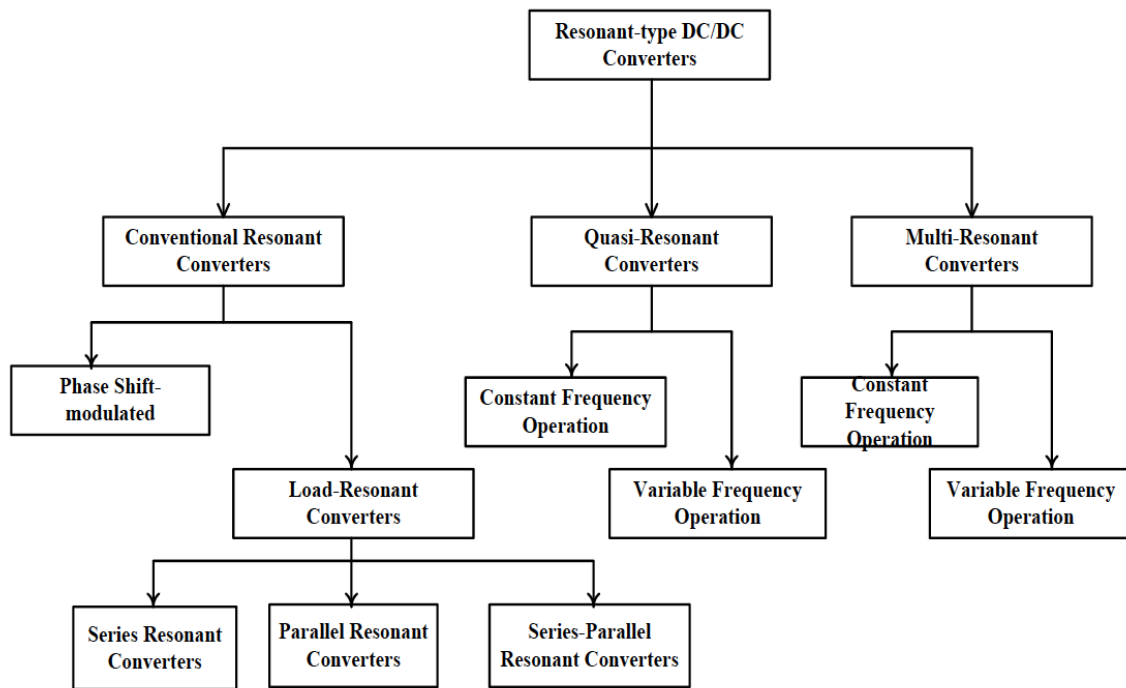 Resonant-type DC/DC
Converters
Conventional Resonant
Converters
Quasi-Resonant
Converters
Multi-Resonant
Converters
Phase Shift-
modulated
Constant Frequency
Operation
Constant
Frequency
Operation
Load-Resonant
Converters
Variable Frequency
Operation
Variable Frequency
Operation
Series Resonant
Converters
Parallel Resonant
Converters
Series-Parallel
Resonant Converters